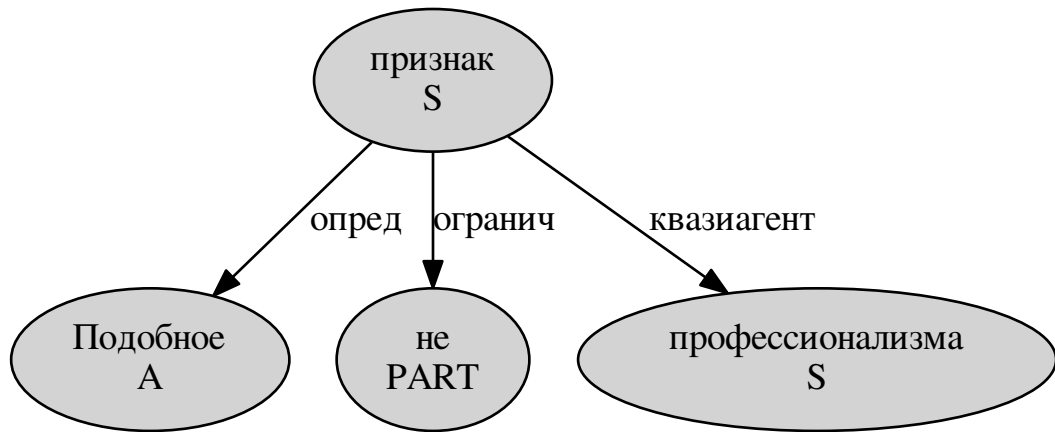 признак
S
опред
огранич
квазиагент
Подобное
A
не
PART
профессионализма
S